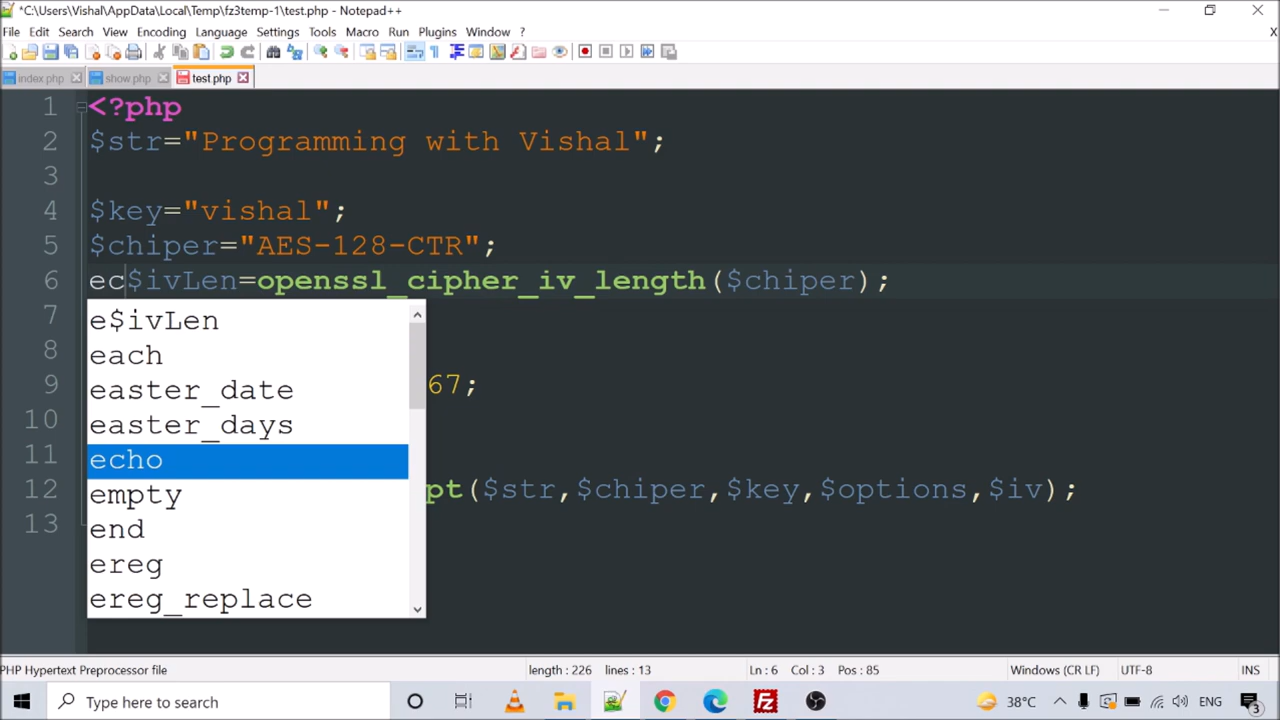 *C:\Users\Vishal\AppData\Local\Temp\fz3temp-1\test.php - Notepad++
File Edit Search View Encoding Language Settings Tools Macro Run Plugins Window ?
X
index.php show.php test.php
1 <?php
2 $str="Programming with Vishal";
3
4 $key="vishal";
5 $chiper="AES-128-CTR";
6 ec$ivLen=openssl_cipher_iv_length($chiper);
7
8
9 67;
10
11
12 pt($str,$chiper,$key,$options,$iv);
13
e$ivLen
each
easter_date
easter_days
echo
empty
end
ereg
ereg_replace
PHP Hypertext Preprocessor file length : 226 lines : 13 Ln : 6 Col : 3 Pos : 85 Windows (CR LF) UTF-8 INS
Type here to search 38°C ENG 3